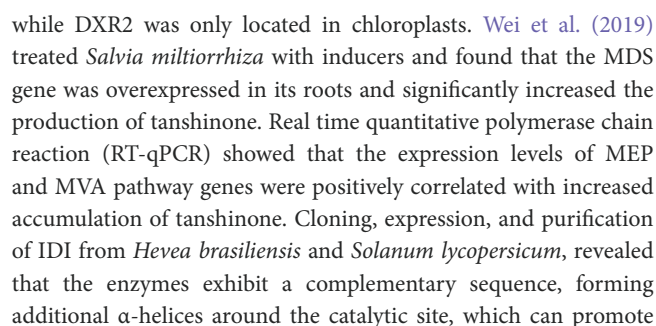 while DXR2 was only located in chloroplasts. Wei et al. (2019)
treated Salvia miltiorrhiza with inducers and found that the MDS
gene was overexpressed in its roots and significantly increased the
production of tanshinone. Real time quantitative polymerase chain
reaction (RT-qPCR) showed that the expression levels of MEP
and MVA pathway genes were positively correlated with increased
accumulation of tanshinone. Cloning, expression, and purification
of IDI from Hevea brasiliensis and Solanum lycopersicum, revealed
that the enzymes exhibit a complementary sequence, forming
additional α-helices around the catalytic site, which can promote